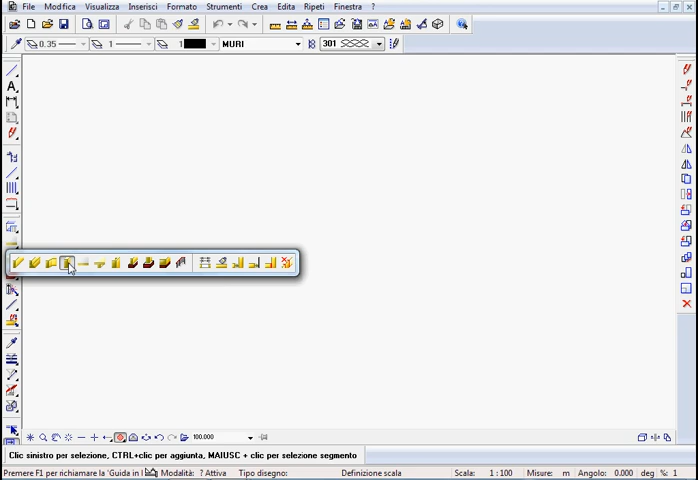 File Modifica Visualizza Inserisci Formato Strumenti Crea Edita Ripeti Finestra ?
0.35 1 1 MURI 301
A
100.000
Clic sinistro per selezione, CTRL+clic per aggiunta, MAIUSC + clic per selezione segmento
Premere F1 per richiamare la 'Guida in l Modalità: ? Attiva Tipo disegno: Definizione scala Scala: 1 : 100 Misure: m Angolo: 0.000 deg %: 1